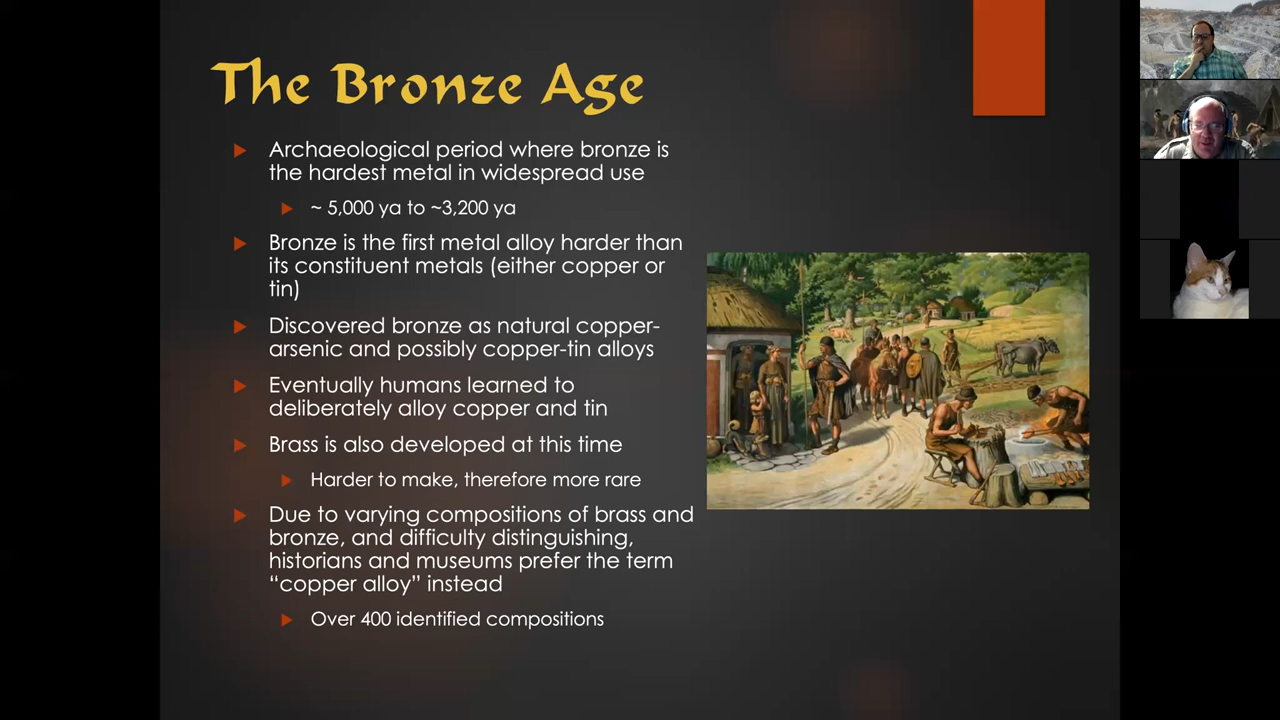 The Bronze Age
Archaeological period where bronze is
the hardest metal in widespread use
~ 5,000 ya to ~3,200 ya
Bronze is the first metal alloy harder than
its constituent metals (either copper or
tin)
Discovered bronze as natural copper-
arsenic and possibly copper-tin alloys
Eventually humans learned to
deliberately alloy copper and tin
Brass is also developed at this time
Harder to make, therefore more rare
Due to varying compositions of brass and
bronze, and difficulty distinguishing,
historians and museums prefer the term
“copper alloy” instead
Over 400 identified compositions